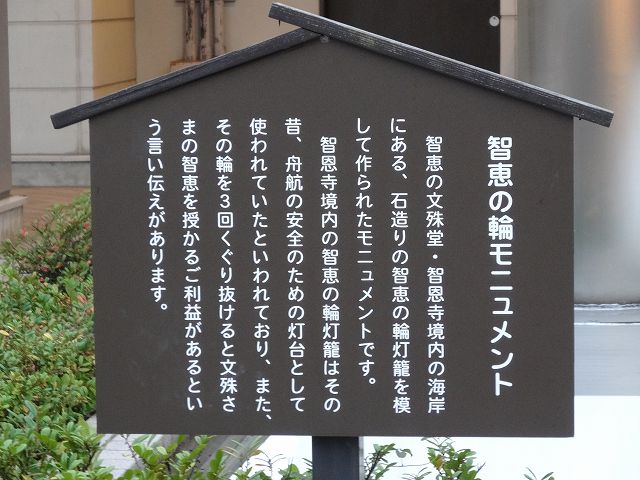 智恵の輪モニュメント
智恵の文殊堂・智恩寺境内の海岸
にある、石造りの智恵の輪灯籠を模
して作られたモニュメントです。
智恩寺境内の智恵の輪灯籠はその
昔、舟航の安全のための灯台として
使われていたといわれており、また、
その輪を3回くぐり抜けると文殊さ
まの智恵を授かるご利益があるとい
う言い伝えがあります。